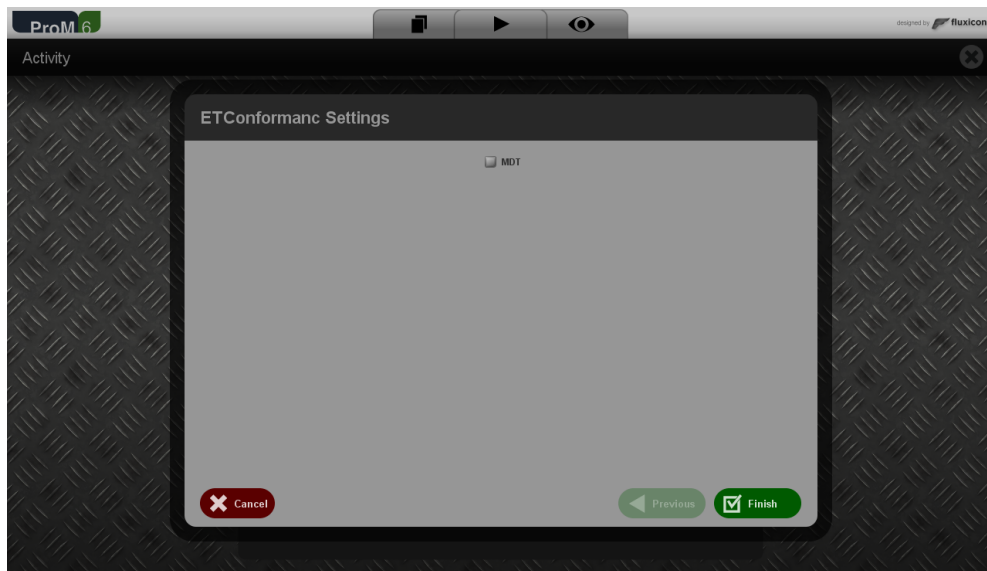 ProM 6
designed by fluxicon
Activity
ETConformanc Settings
MDT
Cancel
Previous
Finish